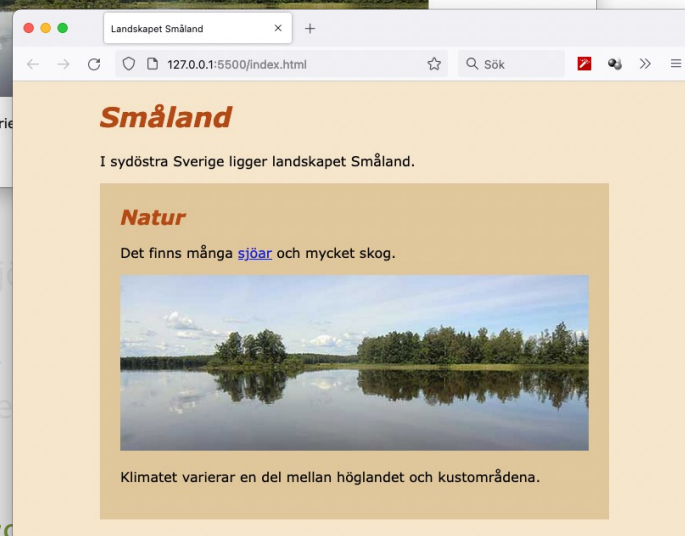 Landskapet Småland
127.0.0.1:5500/index.html
Sök
Småland
I sydöstra Sverige ligger landskapet Småland.
Natur
Det finns många sjöar och mycket skog.
Klimatet varierar en del mellan höglandet och kustområdena.